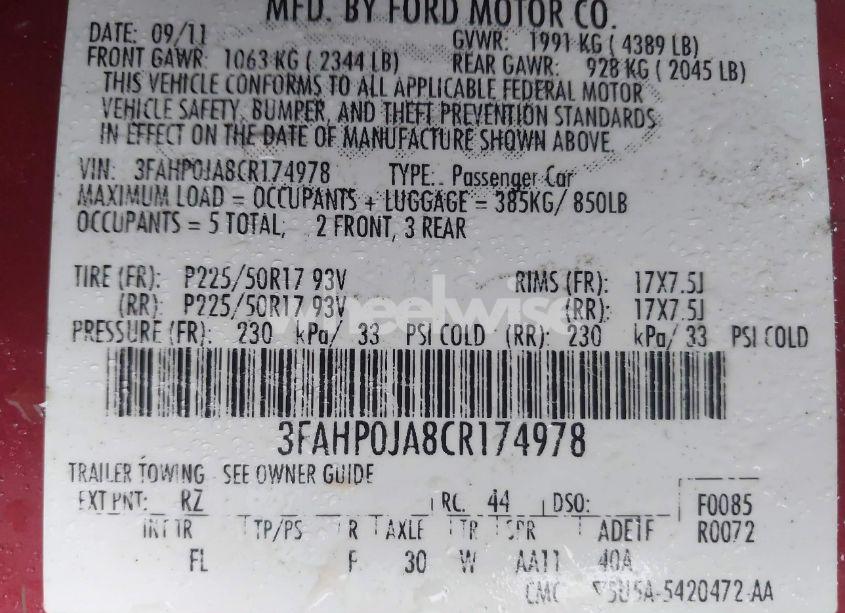 MFD. BY FORD MOTOR CO.
DATE: 09/11 GVWR: 1991 KG ( 4389 LB)
FRONT GAWR: 1063 KG ( 2344 LB) REAR GAWR: 928 KG ( 2045 LB)
THIS VEHICLE CONFORMS TO ALL APPLICABLE FEDERAL MOTOR
VEHICLE SAFETY, BUMPER, AND THEFT PREVENTION STANDARDS
IN EFFECT ON THE DATE OF MANUFACTURE SHOWN ABOVE.
VIN: 3FAHP0JA8CR174978 TYPE: Passenger Car
MAXIMUM LOAD = OCCUPANTS + LUGGAGE = 385KG/ 850LB
OCCUPANTS = 5 TOTAL; 2 FRONT, 3 REAR
TIRE (FR): P225/50R17 93V RIMS (FR): 17X7.5J
(RR): P225/50R17 93V (RR): 17X7.5J
wheelwise
PRESSURE (FR): 230 kPa/ 33 PSI COLD (RR): 230 kPa/ 33 PSI COLD
3FAHP0JA8CR174978
TRAILER TOWING - SEE OWNER GUIDE
EXT PNT: RZ RC: 44 DSO: F0085
INT TR TP/PS R AXLE TR SPR R0072
FL F 30 W AA11 40A
CMC 5U5A-5420472-AA